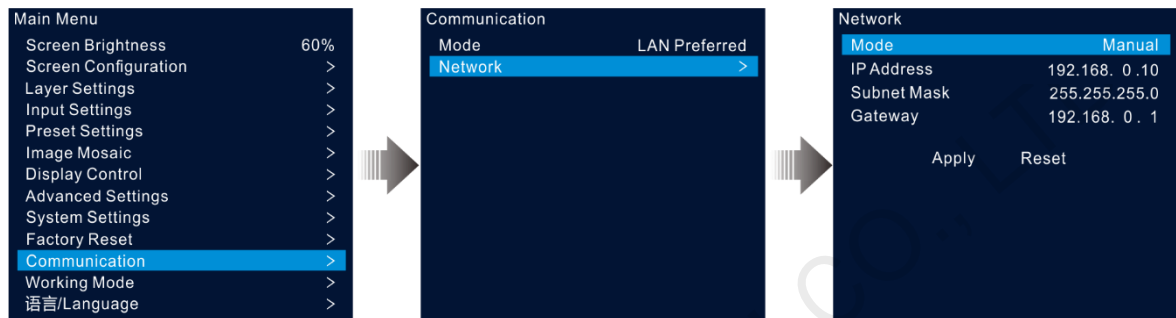 Main Menu
Screen Brightness 60%
Screen Configuration >
Layer Settings >
Input Settings >
Preset Settings >
Image Mosaic >
Display Control >
Advanced Settings >
System Settings >
Factory Reset >
Communication >
Working Mode >
语言/Language >
Communication
Mode LAN Preferred
Network >
Network
Mode Manual
IP Address 192.168. 0 .10
Subnet Mask 255.255.255.0
Gateway 192.168. 0 . 1
Apply Reset
CO., LT